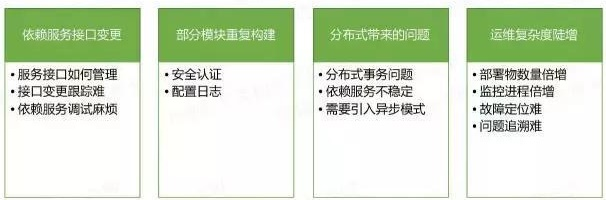 依赖服务接口变更
• 服务接口如何管理
• 接口变更跟踪难
• 依赖服务调试麻烦
部分模块重复构建
• 安全认证
• 配置日志
分布式带来的问题
• 分布式事务问题
• 依赖服务不稳定
• 需要引入异步模式
运维复杂度陡增
• 部署物数量倍增
• 监控进程倍增
• 故障定位难
• 问题追溯难